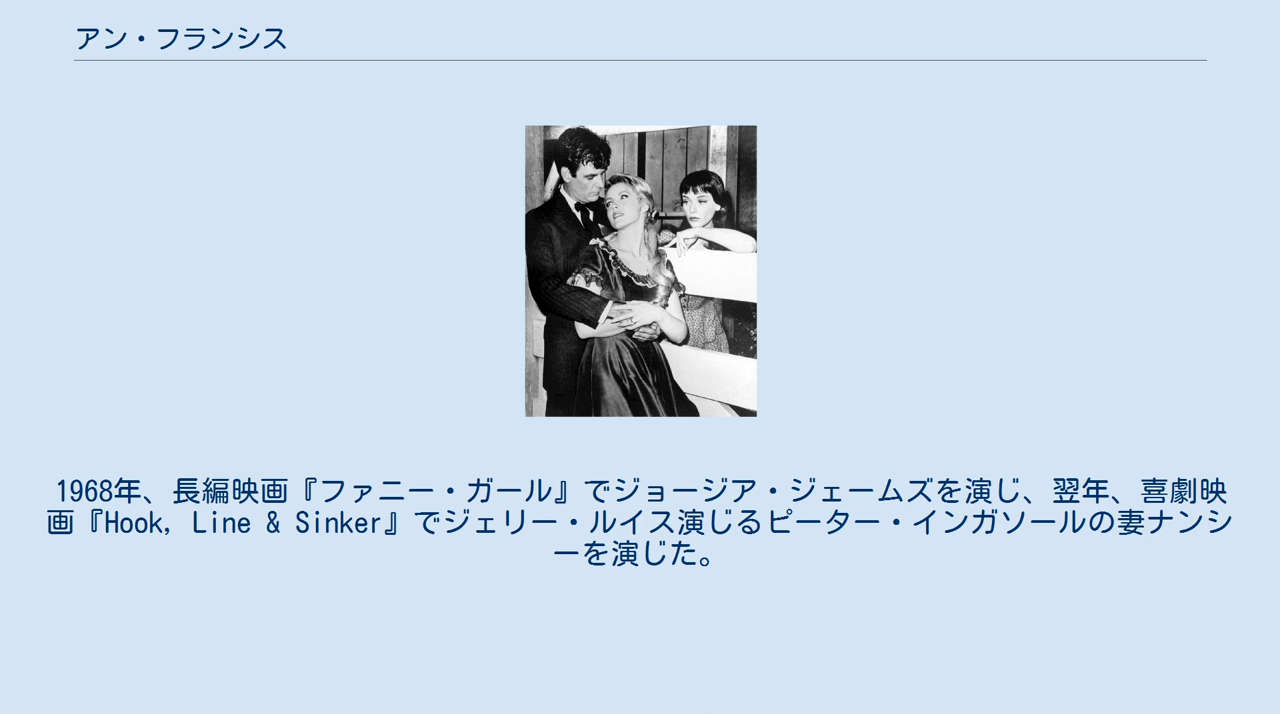 アン・フランシス
1968年、長編映画『ファニー・ガール』でジョージア・ジェームズを演じ、翌年、喜劇映
画『Hook, Line & Sinker』でジェリー・ルイス演じるピーター・インガソールの妻ナンシ
ーを演じた。